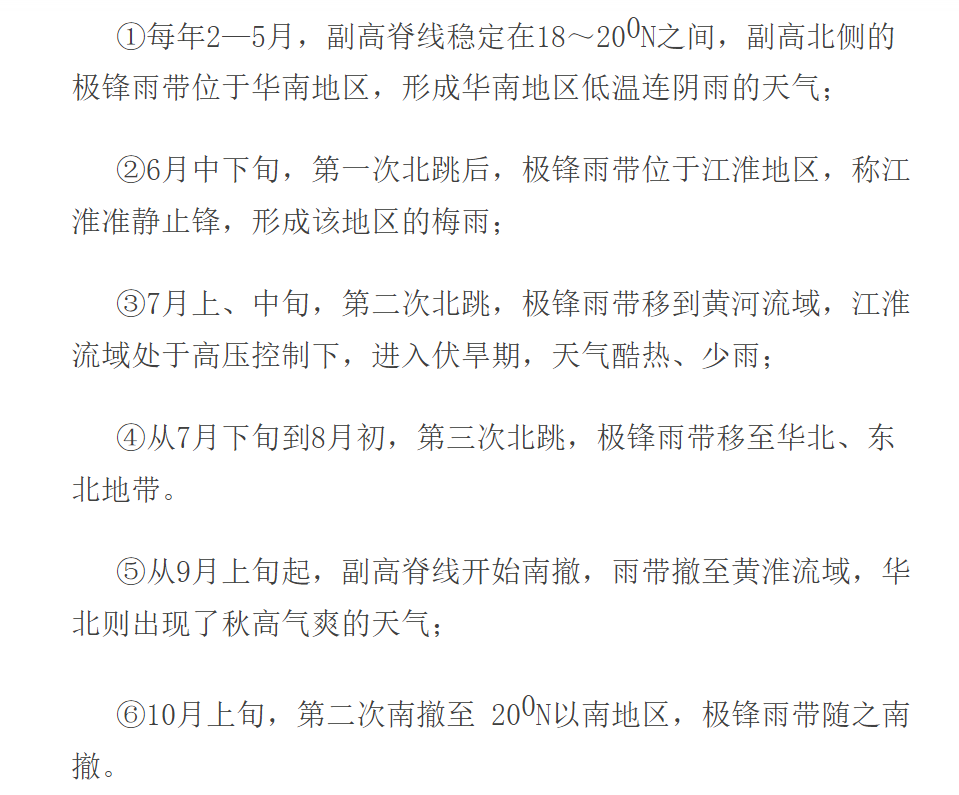 ①每年2—5月，副高脊线稳定在18～20⁰N之间，副高北侧的
极锋雨带位于华南地区，形成华南地区低温连阴雨的天气；
②6月中下旬，第一次北跳后，极锋雨带位于江淮地区，称江
淮准静止锋，形成该地区的梅雨；
③7月上、中旬，第二次北跳，极锋雨带移到黄河流域，江淮
流域处于高压控制下，进入伏旱期，天气酷热、少雨；
④从7月下旬到8月初，第三次北跳，极锋雨带移至华北、东
北地带。
⑤从9月上旬起，副高脊线开始南撤，雨带撤至黄淮流域，华
北则出现了秋高气爽的天气；
⑥10月上旬，第二次南撤至 20⁰N以南地区，极锋雨带随之南
撤。